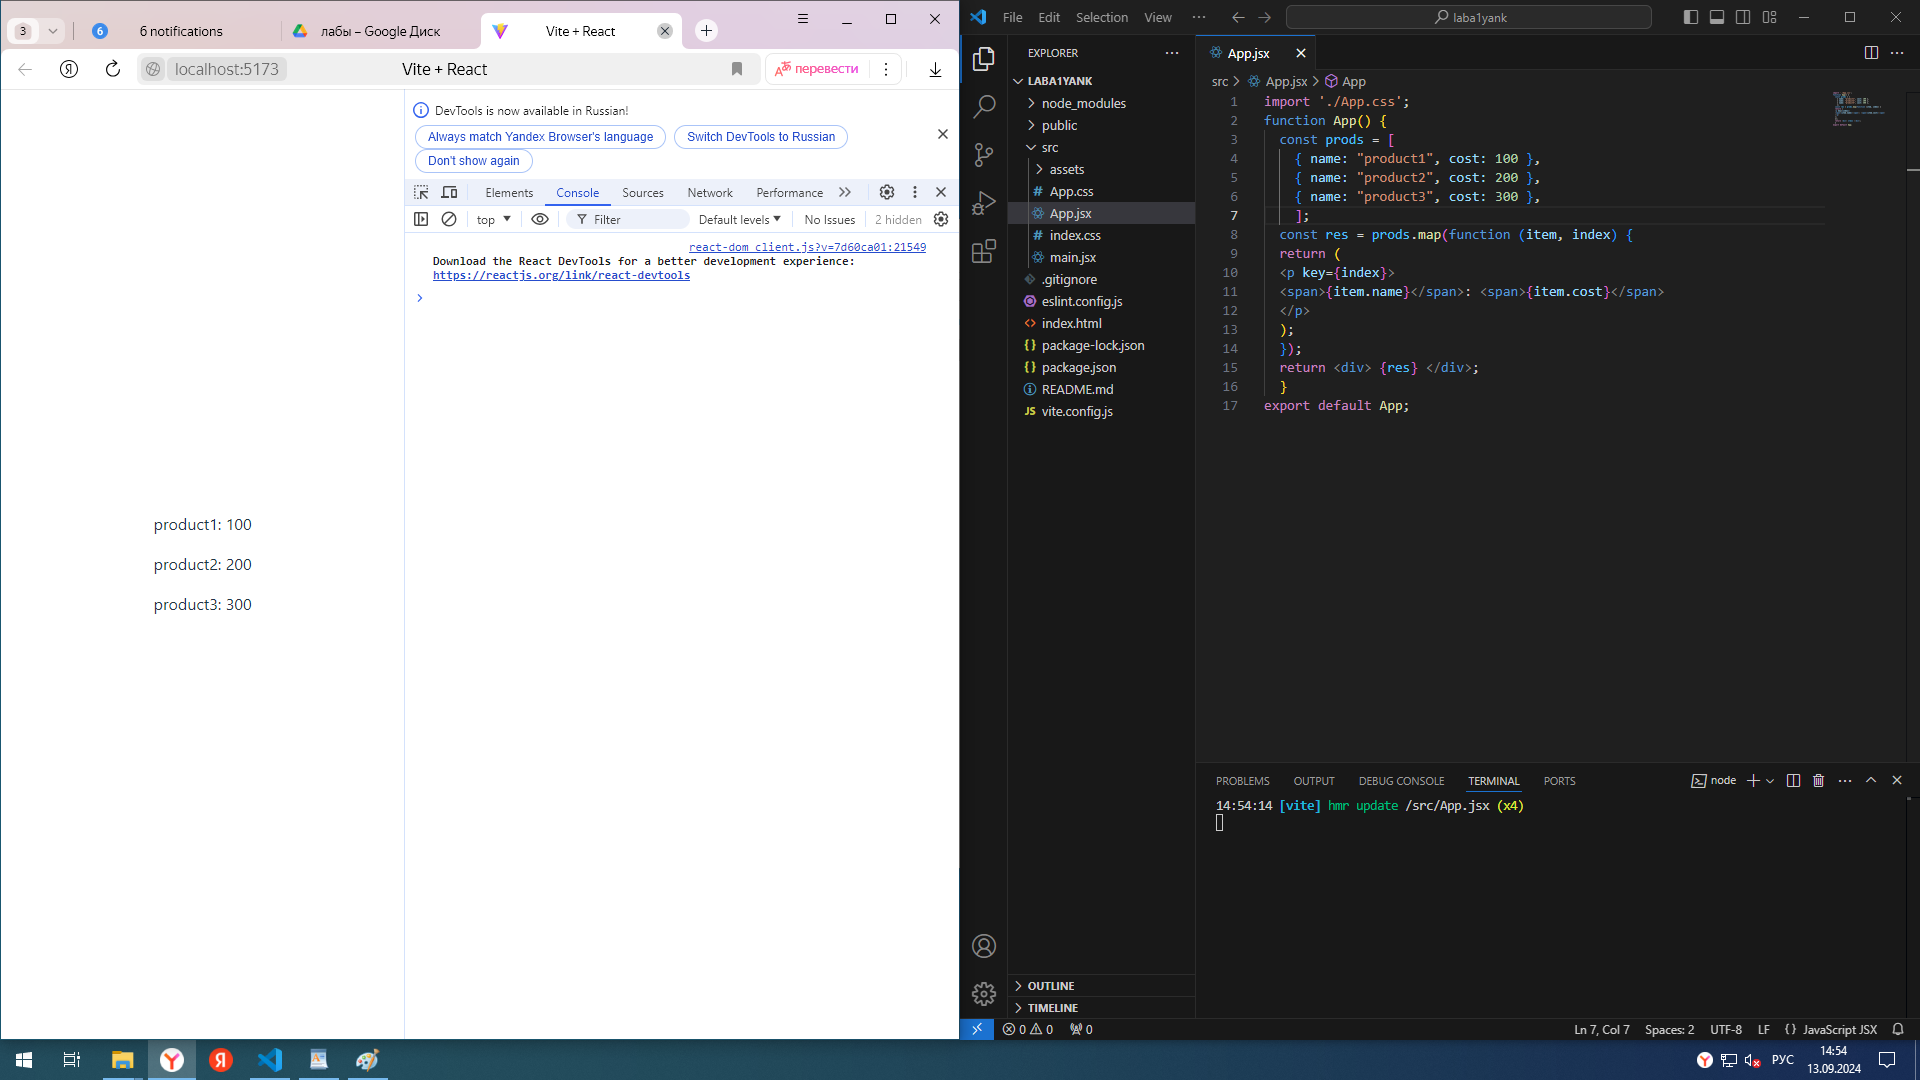 3
6
6 notifications
лабы – Google Диск
Vite + React
Я
localhost:5173
Vite + React
перевести
DevTools is now available in Russian!
Always match Yandex Browser's language
Switch DevTools to Russian
Don't show again
Elements
Console
Sources
Network
Performance
top
Filter
Default levels
No Issues
2 hidden
react-dom_client.js?v=7d60ca01:21549
Download the React DevTools for a better development experience:
https://reactjs.org/link/react-devtools
product1: 100
product2: 200
product3: 300
File Edit Selection View
laba1yank
EXPLORER
LABA1YANK
node_modules
public
src
assets
App.css
App.jsx
index.css
main.jsx
.gitignore
eslint.config.js
index.html
package-lock.json
package.json
README.md
vite.config.js
OUTLINE
TIMELINE
App.jsx
src > App.jsx > App
1 import './App.css';
2 function App() {
3 const prods = [
4 { name: "product1", cost: 100 },
5 { name: "product2", cost: 200 },
6 { name: "product3", cost: 300 },
7 ];
8 const res = prods.map(function (item, index) {
9 return (
10 <p key={index}>
11 <span>{item.name}</span>: <span>{item.cost}</span>
12 </p>
13 );
14 });
15 return <div> {res} </div>;
16 }
17 export default App;
PROBLEMS OUTPUT DEBUG CONSOLE TERMINAL PORTS
node
14:54:14 [vite] hmr update /src/App.jsx (x4)
0 0 0
Ln 7, Col 7 Spaces: 2 UTF-8 LF {} JavaScript JSX
РУС
14:54
13.09.2024